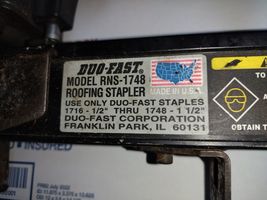 DUO-FAST.
MODEL RNS-1748
ROOFING STAPLER
MADE IN U.S.A.
USE ONLY DUO-FAST STAPLES
1716 - 1/2" THRU 1748 - 1 1/2"
DUO-FAST CORPORATION
FRANKLIN PARK, IL 60131
OBTAIN
INSURED